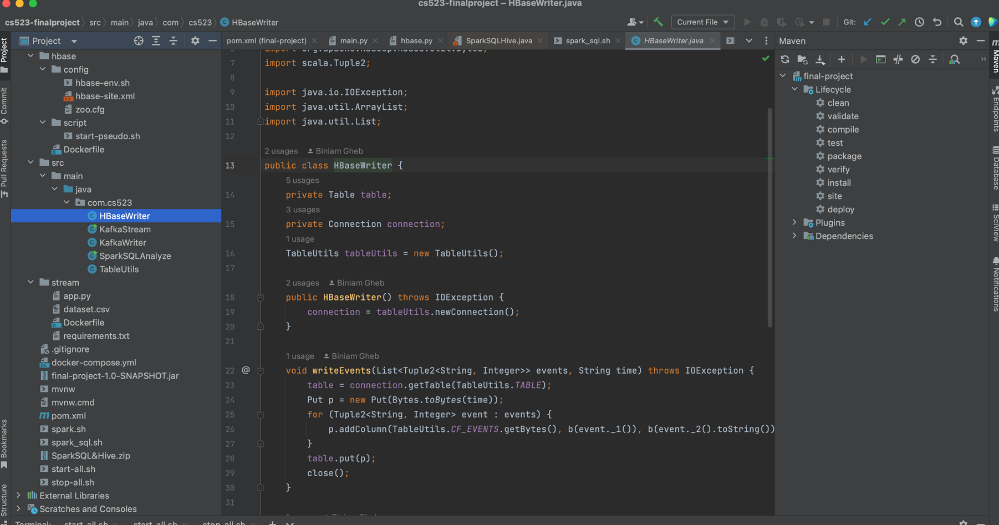 cs523-finalproject – HBaseWriter.java
cs523-finalproject
src
main
java
com
cs523
HBaseWriter
Current File
Git:
Project
pom.xml (final-project)
main.py
hbase.py
SparkSQLHive.java
spark_sql.sh
HBaseWriter.java
Maven
Project
Commit
Pull Requests
Bookmarks
Structure
hbase
config
hbase-env.sh
hbase-site.xml
zoo.cfg
script
start-pseudo.sh
Dockerfile
src
main
java
com.cs523
HBaseWriter
KafkaStream
KafkaWriter
SparkSQLAnalyze
TableUtils
stream
app.py
dataset.csv
Dockerfile
requirements.txt
.gitignore
docker-compose.yml
final-project-1.0-SNAPSHOT.jar
mvnw
mvnw.cmd
pom.xml
spark.sh
spark_sql.sh
SparkSQL&Hive.zip
start-all.sh
stop-all.sh
External Libraries
Scratches and Consoles
7 import scala.Tuple2;
8
9 import java.io.IOException;
10 import java.util.ArrayList;
11 import java.util.List;
12
2 usages Biniam Gheb
13 public class HBaseWriter {
5 usages
14 private Table table;
3 usages
15 private Connection connection;
1 usage
16 TableUtils tableUtils = new TableUtils();
17
2 usages Biniam Gheb
18 public HBaseWriter() throws IOException {
19 connection = tableUtils.newConnection();
20 }
21
1 usage Biniam Gheb
22 @ void writeEvents(List<Tuple2<String, Integer>> events, String time) throws IOException {
23 table = connection.getTable(TableUtils.TABLE);
24 Put p = new Put(Bytes.toBytes(time));
25 for (Tuple2<String, Integer> event : events) {
26 p.addColumn(TableUtils.CF_EVENTS.getBytes(), b(event._1()), b(event._2().toString())
27 }
28 table.put(p);
29 close();
30 }
31
final-project
Lifecycle
clean
validate
compile
test
package
verify
install
site
deploy
Plugins
Dependencies
Maven
Endpoints
Database
SciView
Notifications
Terminal:
start_all.sh
start_all.sh
stop_all.sh